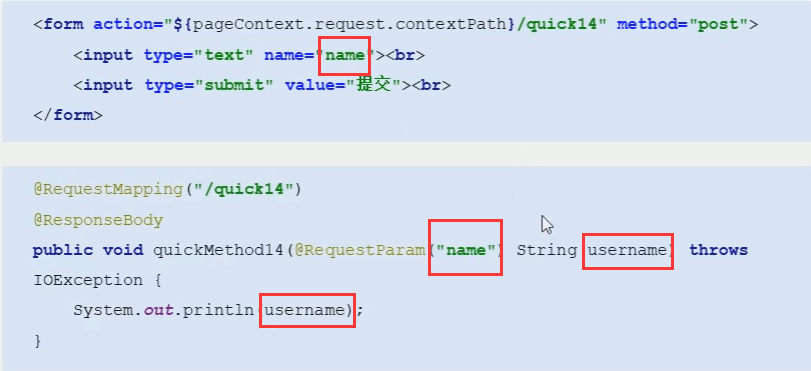 <form action="${pageContext.request.contextPath}/quick14" method="post">
<input type="text" name="name"><br>
<input type="submit" value="提交"><br>
</form>
@RequestMapping("/quick14")
@ResponseBody
public void quickMethod14(@RequestParam("name") String username) throws
IOException {
System.out.println(username);
}